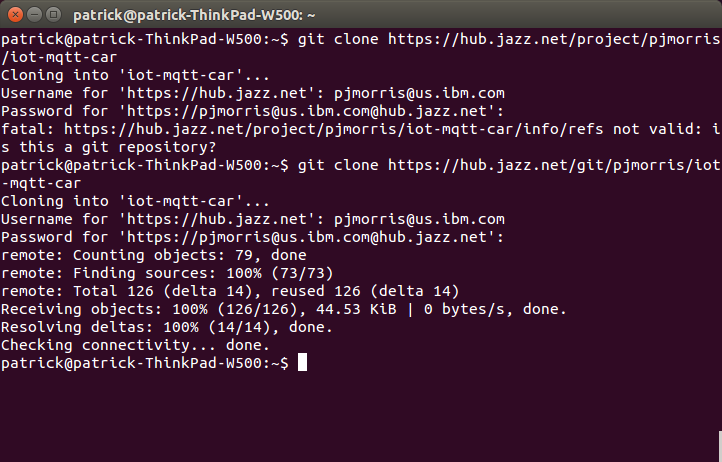 patrick@patrick-ThinkPad-W500: ~
patrick@patrick-ThinkPad-W500:~$ git clone https://hub.jazz.net/project/pjmorris
/iot-mqtt-car
Cloning into 'iot-mqtt-car'...
Username for 'https://hub.jazz.net': pjmorris@us.ibm.com
Password for 'https://pjmorris@us.ibm.com@hub.jazz.net':
fatal: https://hub.jazz.net/project/pjmorris/iot-mqtt-car/info/refs not valid: i
s this a git repository?
patrick@patrick-ThinkPad-W500:~$ git clone https://hub.jazz.net/git/pjmorris/iot
-mqtt-car
Cloning into 'iot-mqtt-car'...
Username for 'https://hub.jazz.net': pjmorris@us.ibm.com
Password for 'https://pjmorris@us.ibm.com@hub.jazz.net':
remote: Counting objects: 79, done
remote: Finding sources: 100% (73/73)
remote: Total 126 (delta 14), reused 126 (delta 14)
Receiving objects: 100% (126/126), 44.53 KiB | 0 bytes/s, done.
Resolving deltas: 100% (14/14), done.
Checking connectivity... done.
patrick@patrick-ThinkPad-W500:~$